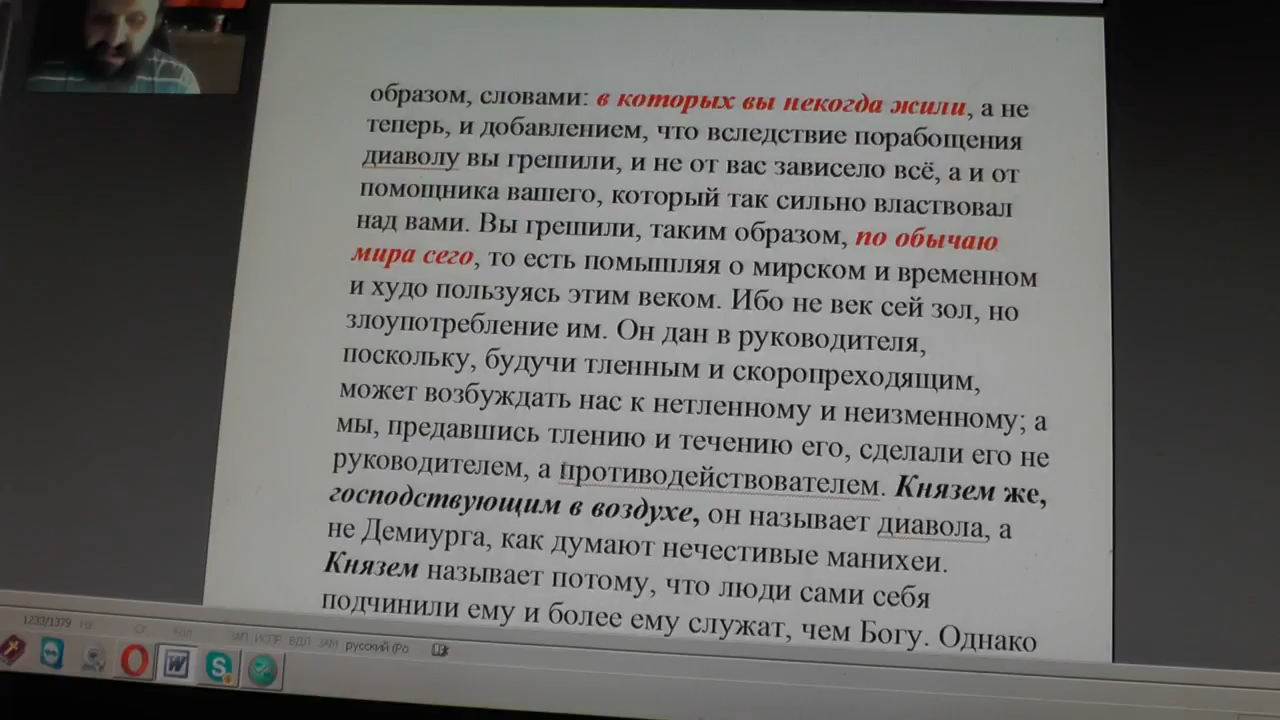 образом, словами: в которых вы некогда жили, а не
теперь, и добавлением, что вследствие порабощения
диаволу вы грешили, и не от вас зависело всё, а и от
помощника вашего, который так сильно властвовал
над вами. Вы грешили, таким образом, по обычаю
мира сего, то есть помышляя о мирском и временном
и худо пользуясь этим веком. Ибо не век сей зол, но
злоупотребление им. Он дан в руководителя,
поскольку, будучи тленным и скоропреходящим,
может возбуждать нас к нетленному и неизменному; а
мы, предавшись тлению и течению его, сделали его не
руководителем, а противодействователем. Князем же,
господствующим в воздухе, он называет диавола, а
не Демиурга, как думают нечестивые манихеи.
Князем называет потому, что люди сами себя
подчинили ему и более ему служат, чем Богу. Однако
ЗАП ИСПР ВДЛ ЗАМ русский (Ро